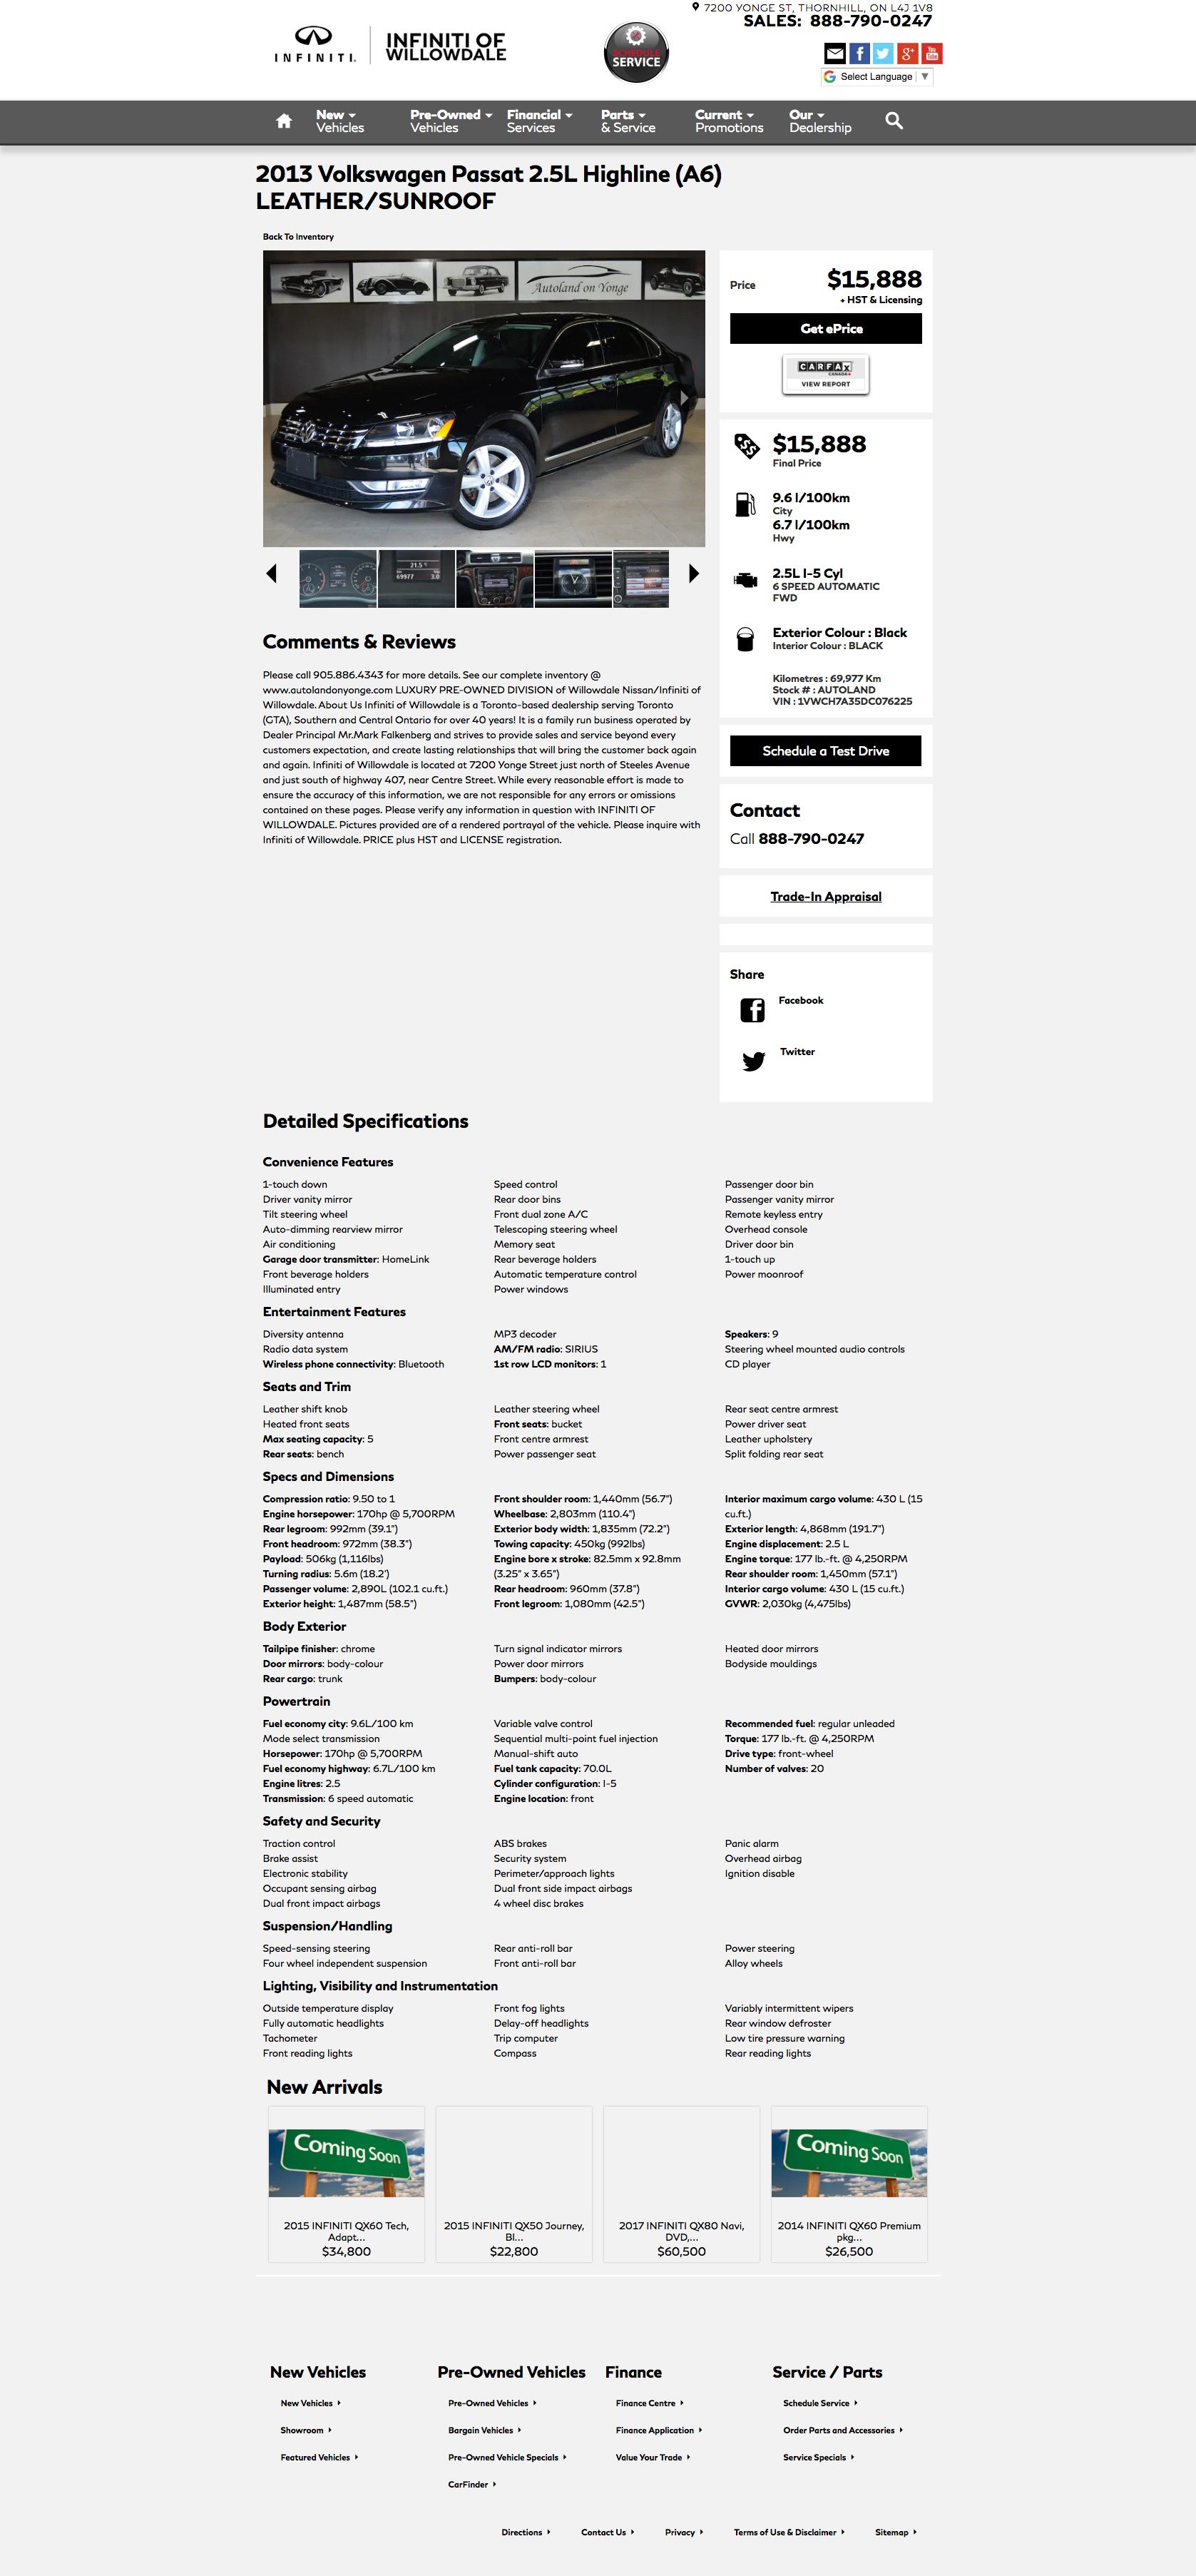 7200 YONGE ST, THORNHILL, ON L4J 1V8
SALES: 888-790-0247
INFINITI.
INFINITI OF
WILLOWDALE
SCHEDULE
SERVICE
Select Language ▼
New
Vehicles
Pre-Owned
Vehicles
Financial
Services
Parts
& Service
Current
Promotions
Our
Dealership
2013 Volkswagen Passat 2.5L Highline (A6)
LEATHER/SUNROOF
Back To Inventory
Autoland on Yonge
21.5
69977 3.0
Price
$15,888
+ HST & Licensing
Get ePrice
CARFAX
CANADA
VIEW REPORT
$15,888
Final Price
9.6 l/100km
City
6.7 l/100km
Hwy
2.5L I-5 Cyl
6 SPEED AUTOMATIC
FWD
Exterior Colour : Black
Interior Colour : BLACK
Kilometres : 69,977 Km
Stock # : AUTOLAND
VIN : 1VWCH7A35DC076225
Schedule a Test Drive
Contact
Call 888-790-0247
Trade-In Appraisal
Share
Facebook
Twitter
Comments & Reviews
Please call 905.886.4343 for more details. See our complete inventory @
www.autolandonyonge.com LUXURY PRE-OWNED DIVISION of Willowdale Nissan/Infiniti of
Willowdale. About Us Infiniti of Willowdale is a Toronto-based dealership serving Toronto
(GTA), Southern and Central Ontario for over 40 years! It is a family run business operated by
Dealer Principal Mr.Mark Falkenberg and strives to provide sales and service beyond every
customers expectation, and create lasting relationships that will bring the customer back again
and again. Infiniti of Willowdale is located at 7200 Yonge Street just north of Steeles Avenue
and just south of highway 407, near Centre Street. While every reasonable effort is made to
ensure the accuracy of this information, we are not responsible for any errors or omissions
contained on these pages. Please verify any information in question with INFINITI OF
WILLOWDALE. Pictures provided are of a rendered portrayal of the vehicle. Please inquire with
Infiniti of Willowdale. PRICE plus HST and LICENSE registration.
Detailed Specifications
Convenience Features
1-touch down Speed control Passenger door bin
Driver vanity mirror Rear door bins Passenger vanity mirror
Tilt steering wheel Front dual zone A/C Remote keyless entry
Auto-dimming rearview mirror Telescoping steering wheel Overhead console
Air conditioning Memory seat Driver door bin
Garage door transmitter: HomeLink Rear beverage holders 1-touch up
Front beverage holders Automatic temperature control Power moonroof
Illuminated entry Power windows
Entertainment Features
Diversity antenna MP3 decoder Speakers: 9
Radio data system AM/FM radio: SIRIUS Steering wheel mounted audio controls
Wireless phone connectivity: Bluetooth 1st row LCD monitors: 1 CD player
Seats and Trim
Leather shift knob Leather steering wheel Rear seat centre armrest
Heated front seats Front seats: bucket Power driver seat
Max seating capacity: 5 Front centre armrest Leather upholstery
Rear seats: bench Power passenger seat Split folding rear seat
Specs and Dimensions
Compression ratio: 9.50 to 1 Front shoulder room: 1,440mm (56.7") Interior maximum cargo volume: 430 L (15
Engine horsepower: 170hp @ 5,700RPM Wheelbase: 2,803mm (110.4") cu.ft.)
Rear legroom: 992mm (39.1") Exterior body width: 1,835mm (72.2") Exterior length: 4,868mm (191.7")
Front headroom: 972mm (38.3") Towing capacity: 450kg (992lbs) Engine displacement: 2.5 L
Payload: 506kg (1,116lbs) Engine bore x stroke: 82.5mm x 92.8mm Engine torque: 177 lb.-ft. @ 4,250RPM
Turning radius: 5.6m (18.2') (3.25" x 3.65") Rear shoulder room: 1,450mm (57.1")
Passenger volume: 2,890L (102.1 cu.ft.) Rear headroom: 960mm (37.8") Interior cargo volume: 430 L (15 cu.ft.)
Exterior height: 1,487mm (58.5") Front legroom: 1,080mm (42.5") GVWR: 2,030kg (4,475lbs)
Body Exterior
Tailpipe finisher: chrome Turn signal indicator mirrors Heated door mirrors
Door mirrors: body-colour Power door mirrors Bodyside mouldings
Rear cargo: trunk Bumpers: body-colour
Powertrain
Fuel economy city: 9.6L/100 km Variable valve control Recommended fuel: regular unleaded
Mode select transmission Sequential multi-point fuel injection Torque: 177 lb.-ft. @ 4,250RPM
Horsepower: 170hp @ 5,700RPM Manual-shift auto Drive type: front-wheel
Fuel economy highway: 6.7L/100 km Fuel tank capacity: 70.0L Number of valves: 20
Engine litres: 2.5 Cylinder configuration: I-5
Transmission: 6 speed automatic Engine location: front
Safety and Security
Traction control ABS brakes Panic alarm
Brake assist Security system Overhead airbag
Electronic stability Perimeter/approach lights Ignition disable
Occupant sensing airbag Dual front side impact airbags
Dual front impact airbags 4 wheel disc brakes
Suspension/Handling
Speed-sensing steering Rear anti-roll bar Power steering
Four wheel independent suspension Front anti-roll bar Alloy wheels
Lighting, Visibility and Instrumentation
Outside temperature display Front fog lights Variably intermittent wipers
Fully automatic headlights Delay-off headlights Rear window defroster
Tachometer Trip computer Low tire pressure warning
Front reading lights Compass Rear reading lights
New Arrivals
Coming Soon
Coming Soon
2015 INFINITI QX60 Tech,
Adapt...
$34,800
2015 INFINITI QX50 Journey,
Bl...
$22,800
2017 INFINITI QX80 Navi,
DVD,...
$60,500
2014 INFINITI QX60 Premium
pkg...
$26,500
New Vehicles
New Vehicles
Showroom
Featured Vehicles
Pre-Owned Vehicles
Pre-Owned Vehicles
Bargain Vehicles
Pre-Owned Vehicle Specials
CarFinder
Finance
Finance Centre
Finance Application
Value Your Trade
Service / Parts
Schedule Service
Order Parts and Accessories
Service Specials
Directions Contact Us Privacy Terms of Use & Disclaimer Sitemap